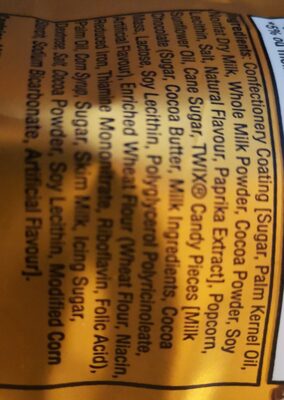 +5% ou
Ingredients: Confectionery Coating [Sugar, Palm Kernel Oil,
Nonfat Dry Milk, Whole Milk Powder, Cocoa Powder, Soy
Lecithin, Salt, Natural Flavour, Paprika Extract], Popcorn,
Sunflower Oil, Cane Sugar, TWIX® Candy Pieces [Milk
Chocolate (Sugar, Cocoa Butter, Milk Ingredients, Cocoa
Mass, Lactose, Soy Lecithin, Polyglycerol Polyricinoleate,
Artificial Flavour), Enriched Wheat Flour (Wheat Flour, Niacin,
Reduced Iron, Thiamine Mononitrate, Riboflavin, Folic Acid),
Palm Oil, Corn Syrup, Sugar, Skim Milk, Icing Sugar,
Dextrose, Salt, Cocoa Powder, Soy Lecithin, Modified Corn
Starch, Sodium Bicarbonate, Artificial Flavour].